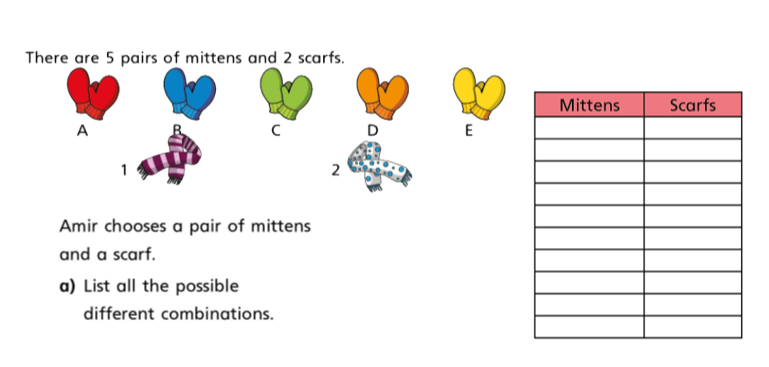 There are 5 pairs of mittens and 2 scarfs.
A B C D E
1 2
Amir chooses a pair of mittens
and a scarf.
a) List all the possible
different combinations.
Mittens Scarfs